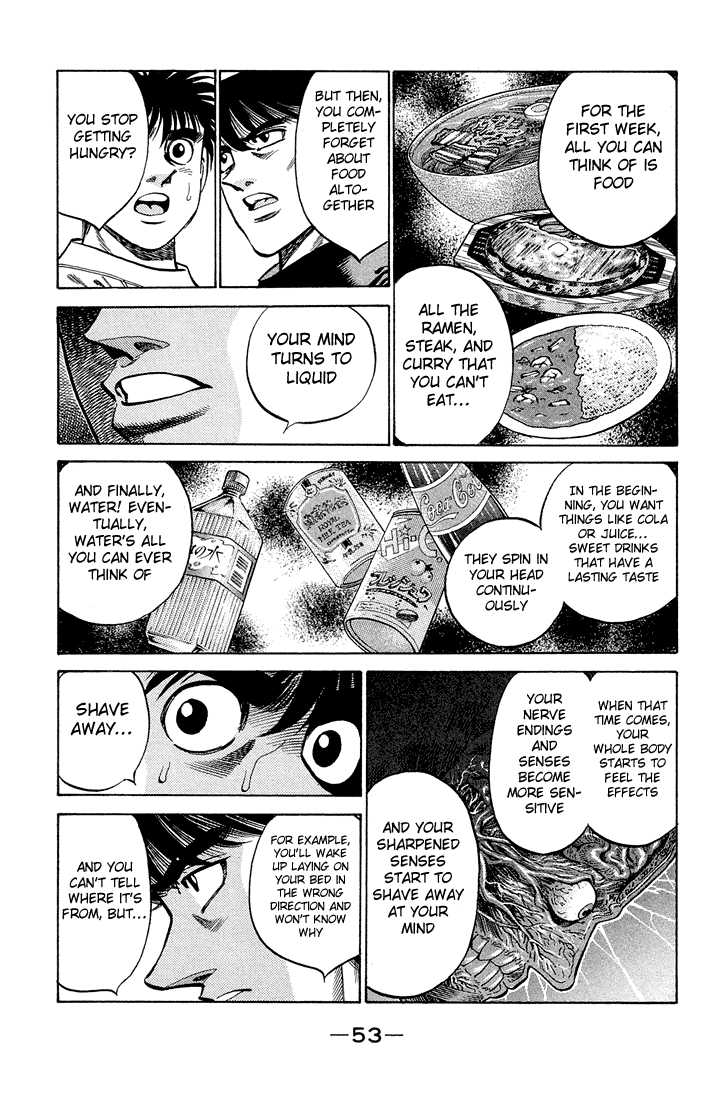 FOR THE
FIRST WEEK,
ALL YOU CAN
THINK OF IS
FOOD
ALL THE
RAMEN,
STEAK, AND
CURRY THAT
YOU CAN'T
EAT...
BUT THEN,
YOU COM-
PLETELY
FORGET
ABOUT
FOOD
ALTO-
GETHER
YOU STOP
GETTING
HUNGRY?
YOUR MIND
TURNS TO
LIQUID
IN THE BEGIN-
NING, YOU WANT
THINGS LIKE COLA
OR JUICE...
SWEET DRINKS
THAT HAVE A
LASTING TASTE
THEY SPIN IN
YOUR HEAD
CONTINU-
OUSLY
Hi-C
AND FINALLY,
WATER! EVEN-
TUALLY,
WATER'S ALL
YOU CAN EVER
THINK OF
の水
WHEN THAT
TIME COMES,
YOUR
WHOLE BODY
STARTS TO
FEEL THE
EFFECTS
YOUR
NERVE
ENDINGS
AND
SENSES
BECOME
MORE SEN-
SITIVE
AND YOUR
SHARPENED
SENSES
START TO
SHAVE AWAY
AT YOUR
MIND
SHAVE
AWAY...
FOR EXAMPLE,
YOU'LL WAKE
UP LAYING ON
YOUR BED IN
THE WRONG
DIRECTION AND
WON'T KNOW
WHY
AND YOU
CAN'T TELL
WHERE IT'S
FROM, BUT...
—53—